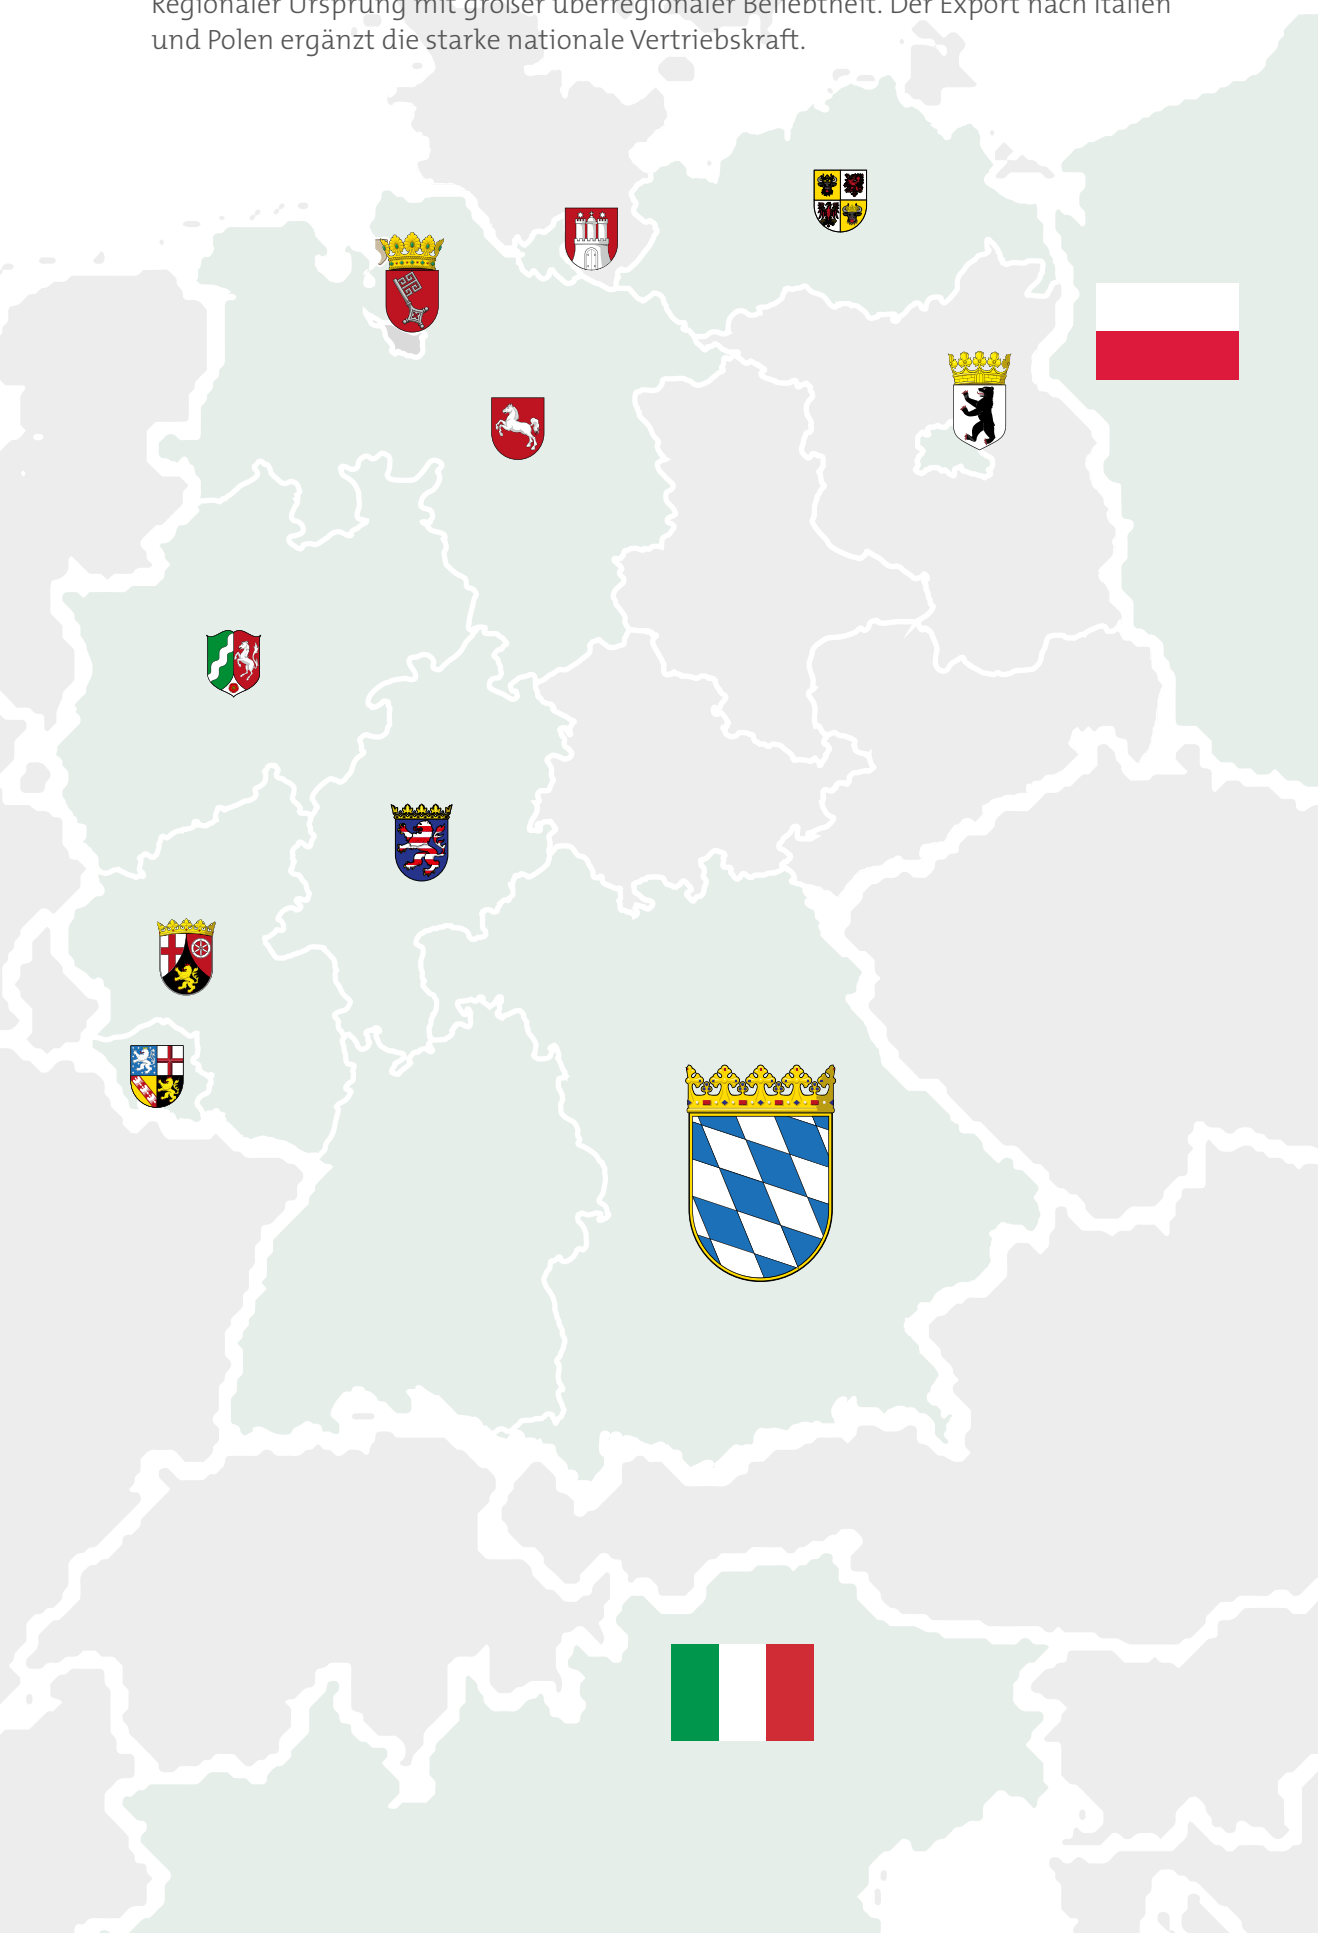 Regionaler Ursprung mit großer überregionaler Beliebtheit. Der Export nach Italien
und Polen ergänzt die starke nationale Vertriebskraft.